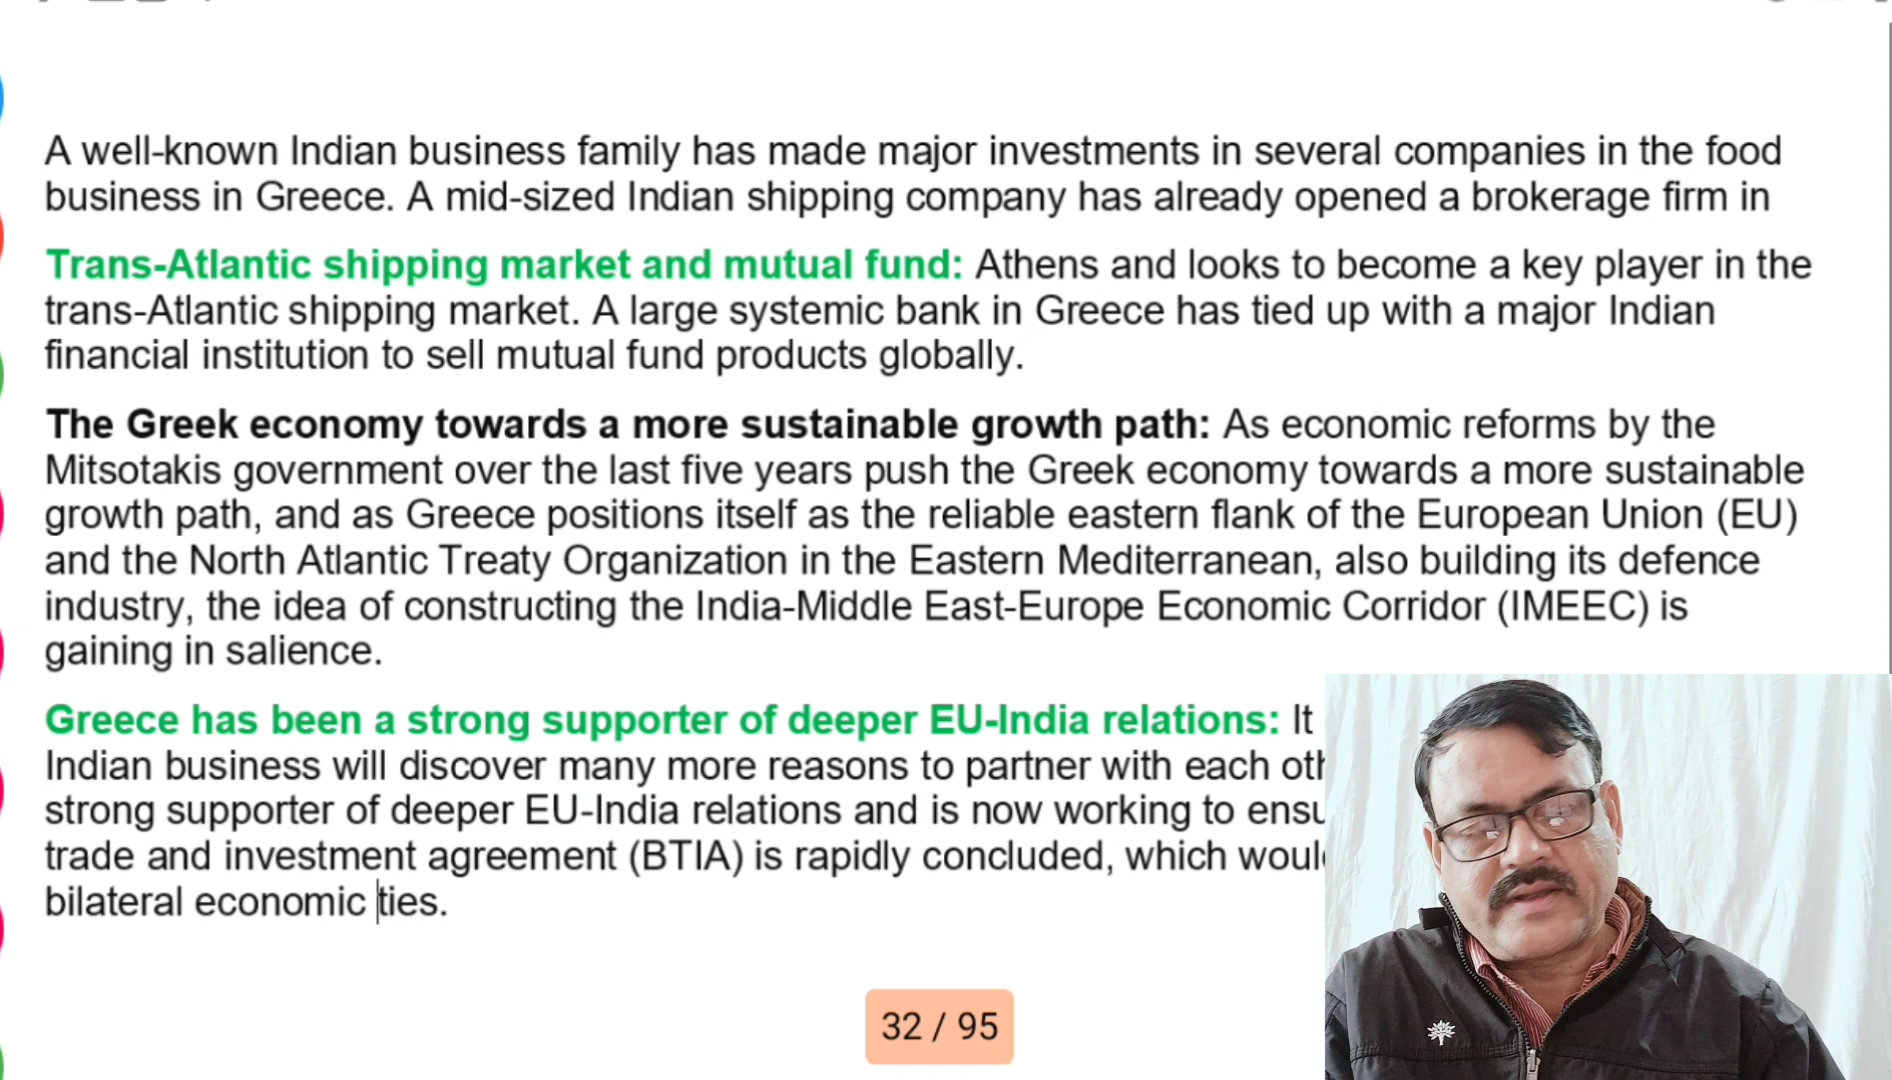 A well-known Indian business family has made major investments in several companies in the food
business in Greece. A mid-sized Indian shipping company has already opened a brokerage firm in
Trans-Atlantic shipping market and mutual fund: Athens and looks to become a key player in the
trans-Atlantic shipping market. A large systemic bank in Greece has tied up with a major Indian
financial institution to sell mutual fund products globally.
The Greek economy towards a more sustainable growth path: As economic reforms by the
Mitsotakis government over the last five years push the Greek economy towards a more sustainable
growth path, and as Greece positions itself as the reliable eastern flank of the European Union (EU)
and the North Atlantic Treaty Organization in the Eastern Mediterranean, also building its defence
industry, the idea of constructing the India-Middle East-Europe Economic Corridor (IMEEC) is
gaining in salience.
Greece has been a strong supporter of deeper EU-India relations: It
Indian business will discover many more reasons to partner with each
strong supporter of deeper EU-India relations and is now working to
trade and investment agreement (BTIA) is rapidly concluded, which
bilateral economic ties.
32 / 95